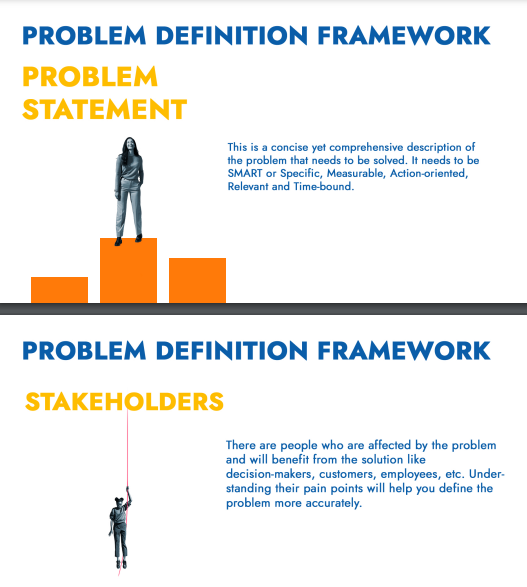 PROBLEM DEFINITION FRAMEWORK
PROBLEM
STATEMENT
This is a concise yet comprehensive description of
the problem that needs to be solved. It needs to be
SMART or Specific, Measurable, Action-oriented,
Relevant and Time-bound.
PROBLEM DEFINITION FRAMEWORK
STAKEHOLDERS
There are people who are affected by the problem
and will benefit from the solution like
decision-makers, customers, employees, etc. Under-
standing their pain points will help you define the
problem more accurately.